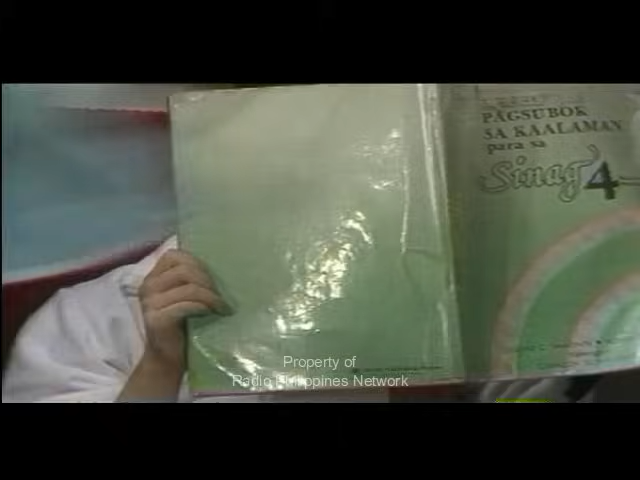 PAGSUBOK
SA KAALAMAN
para sa
Sinag 4
Property of
Radio Philippines Network